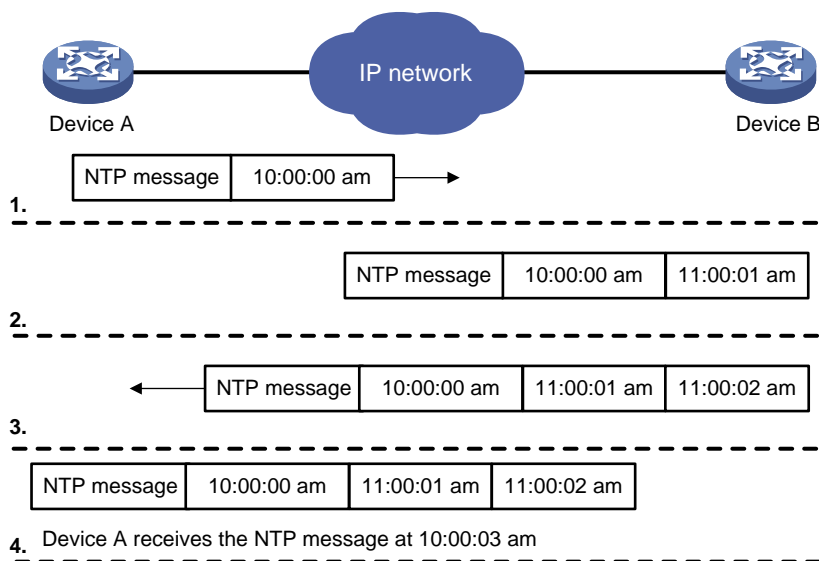 IP network
Device A
Device B
NTP message 10:00:00 am
1.
NTP message 10:00:00 am 11:00:01 am
2.
NTP message 10:00:00 am 11:00:01 am 11:00:02 am
3.
NTP message 10:00:00 am 11:00:01 am 11:00:02 am
4. Device A receives the NTP message at 10:00:03 am